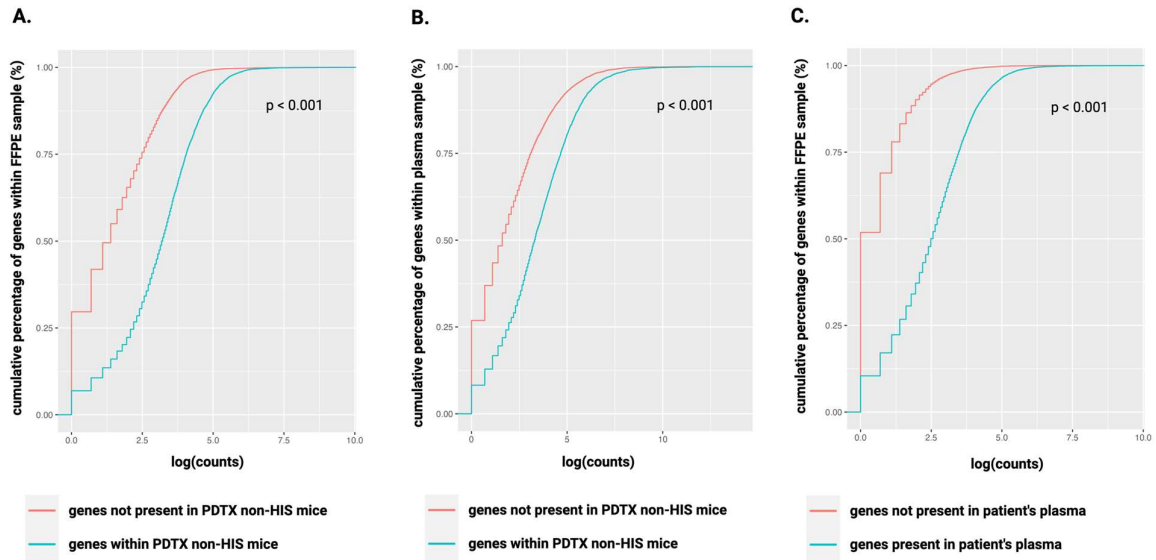 A.
cumulative percentage of genes within FFPE sample (%)
1.00
0.75
0.50
0.25
0.00
p < 0.001
0.0
2.5
5.0
7.5
10.0
log(counts)
genes not present in PDTX non-HIS mice
genes within PDTX non-HIS mice
B.
cumulative percentage of genes within plasma sample (%)
1.00
0.75
0.50
0.25
0.00
p < 0.001
0
5
10
log(counts)
genes not present in PDTX non-HIS mice
genes within PDTX non-HIS mice
C.
cumulative percentage of genes within FFPE sample (%)
1.00
0.75
0.50
0.25
0.00
p < 0.001
0.0
2.5
5.0
7.5
10.0
log(counts)
genes not present in patient's plasma
genes present in patient's plasma